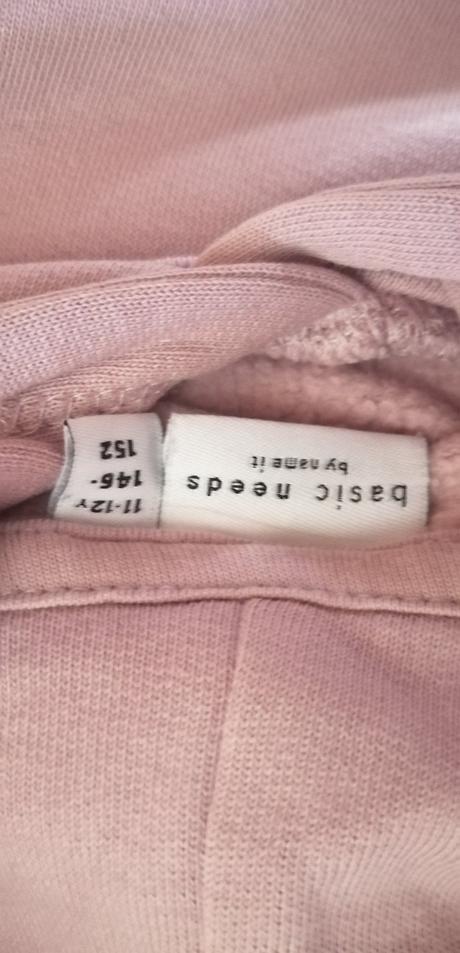 basic needs
by name it
11-12Y
146-
152